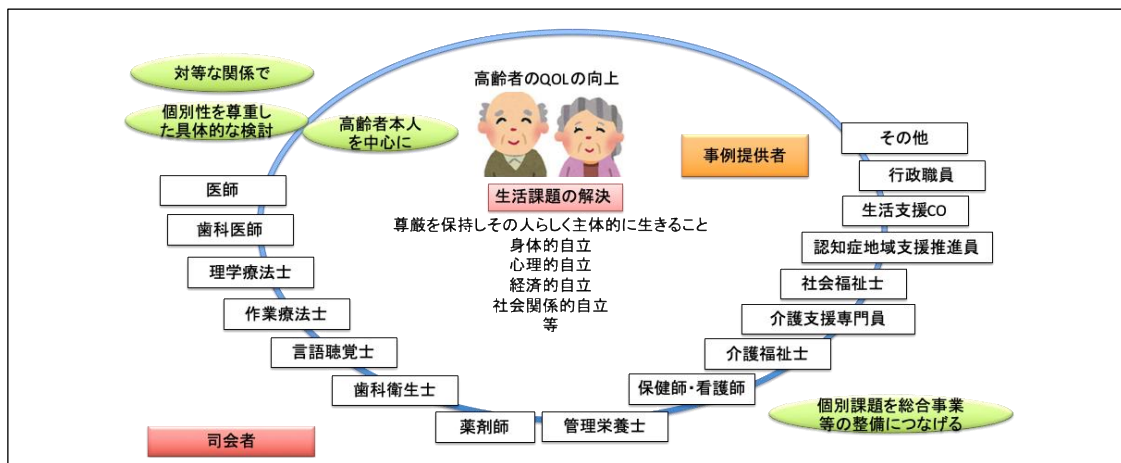 対等な関係で
個別性を尊重し
た具体的な検討
高齢者本人
を中心に
高齢者のQOLの向上
事例提供者
生活課題の解決
尊厳を保持しその人らしく主体的に生きること
身体的自立
心理的自立
経済的自立
社会関係的自立
等
医師
歯科医師
理学療法士
作業療法士
言語聴覚士
歯科衛生士
薬剤師
管理栄養士
保健師・看護師
介護福祉士
介護支援専門員
社会福祉士
認知症地域支援推進員
生活支援CO
行政職員
その他
司会者
個別課題を総合事業
等の整備につなげる